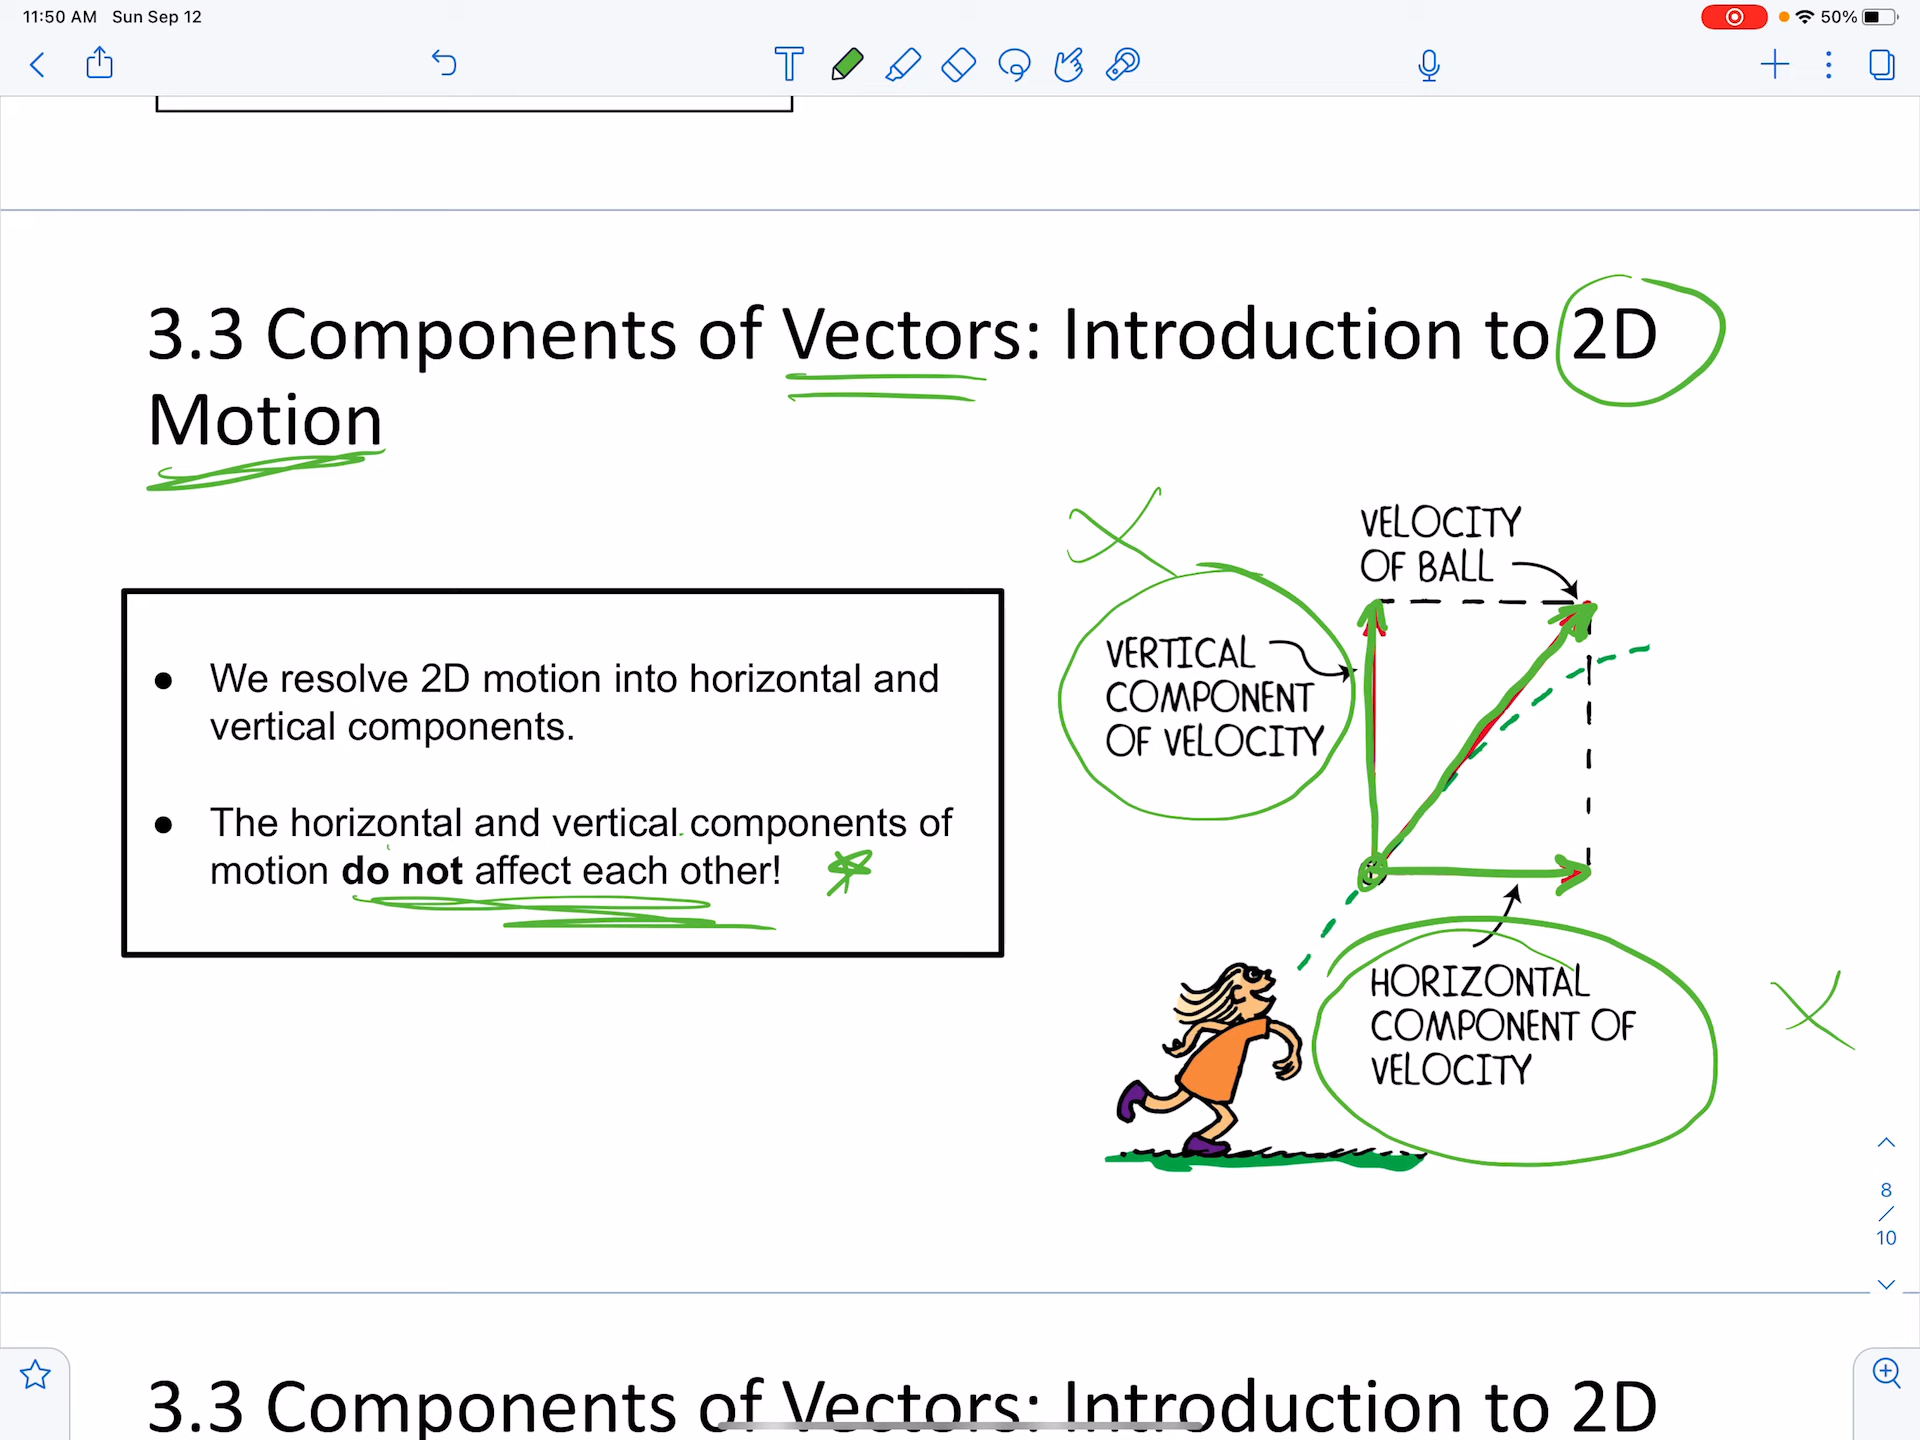 11:50 AM Sun Sep 12
50%
T
3.3 Components of Vectors: Introduction to 2D
Motion
VELOCITY
OF BALL
VERTICAL
COMPONENT
OF VELOCITY
● We resolve 2D motion into horizontal and
vertical components.
● The horizontal and vertical components of
motion do not affect each other!
HORIZONTAL
COMPONENT OF
VELOCITY
8
/
10
3.3 Components of Vectors: Introduction to 2D